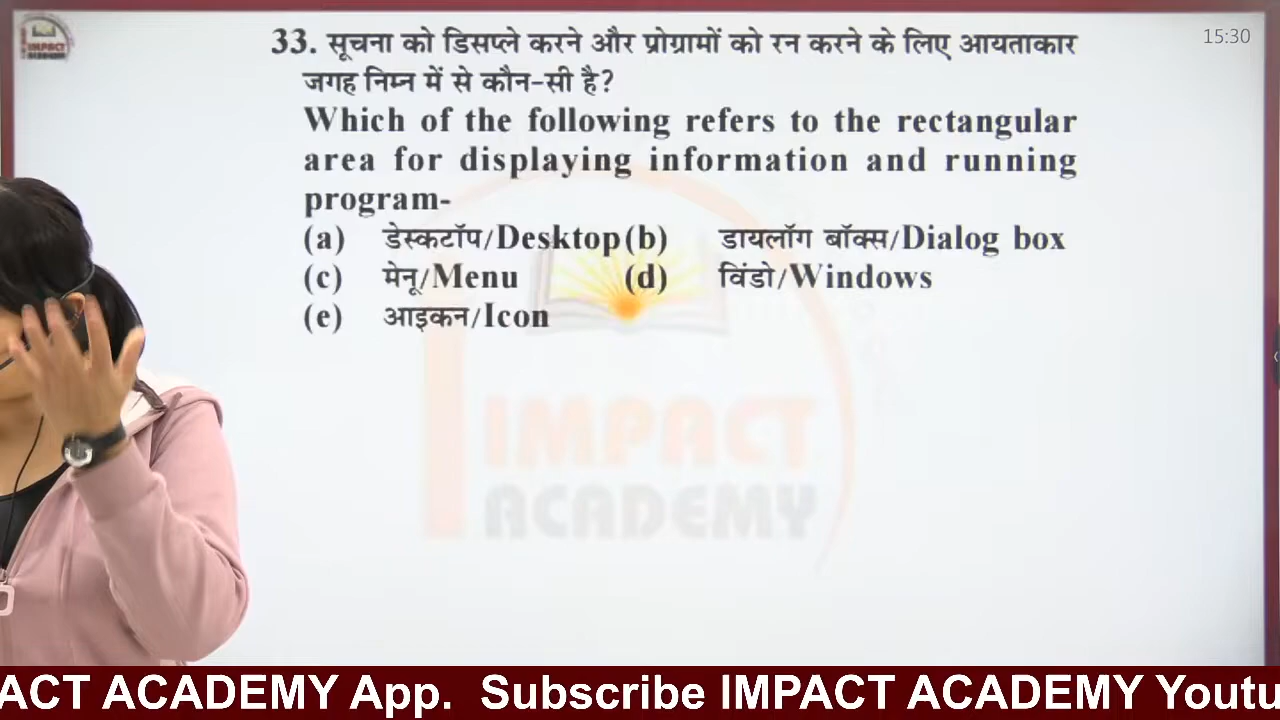 IMPACT
ACADEMY
15:30
33. सूचना को डिसप्ले करने और प्रोग्रामों को रन करने के लिए आयताकार
जगह निम्न में से कौन-सी है?
Which of the following refers to the rectangular
area for displaying information and running
program-
(a) डेस्कटॉप/Desktop (b) डायलॉग बॉक्स/Dialog box
(c) मेनू/Menu (d) विंडो/Windows
(e) आइकन/Icon
IMPACT
ACADEMY
ACT ACADEMY App. Subscribe IMPACT ACADEMY Youtu